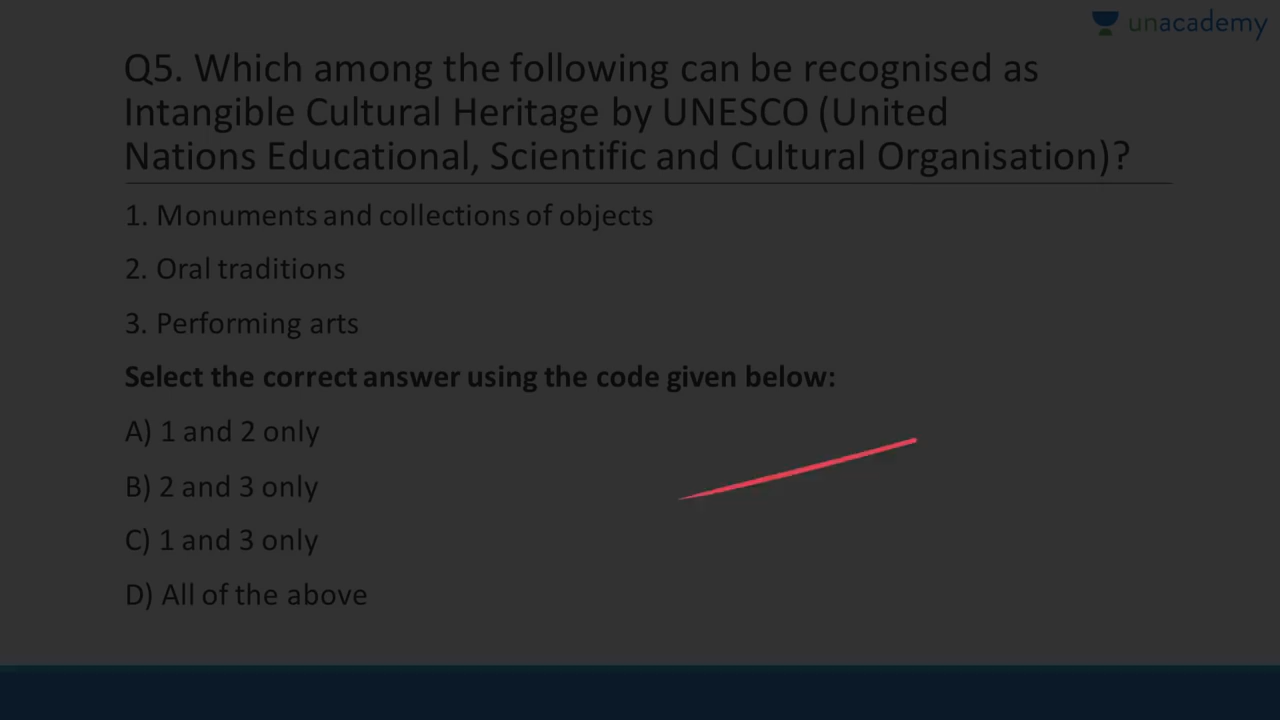 unacademy
Q5. Which among the following can be recognised as
Intangible Cultural Heritage by UNESCO (United
Nations Educational, Scientific and Cultural Organisation)?
1. Monuments and collections of objects
2. Oral traditions
3. Performing arts
Select the correct answer using the code given below:
A) 1 and 2 only
B) 2 and 3 only
C) 1 and 3 only
D) All of the above